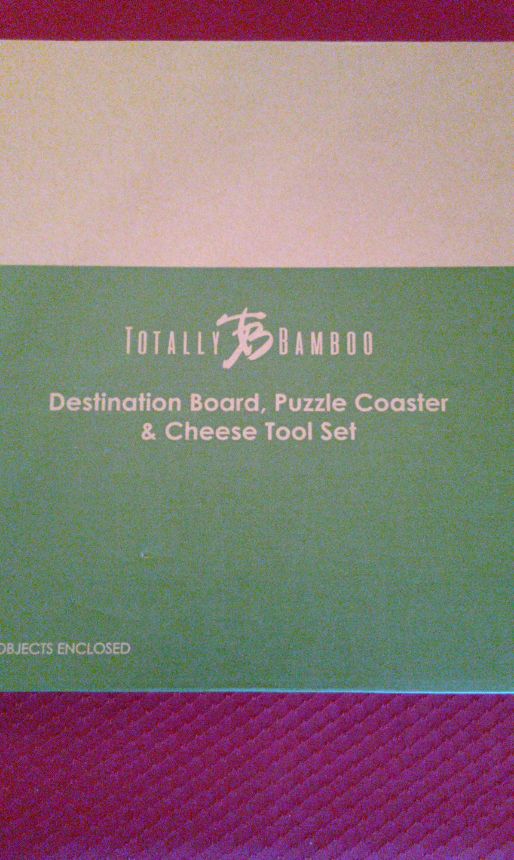 TOTALLY TB BAMBOO
Destination Board, Puzzle Coaster
& Cheese Tool Set
OBJECTS ENCLOSED